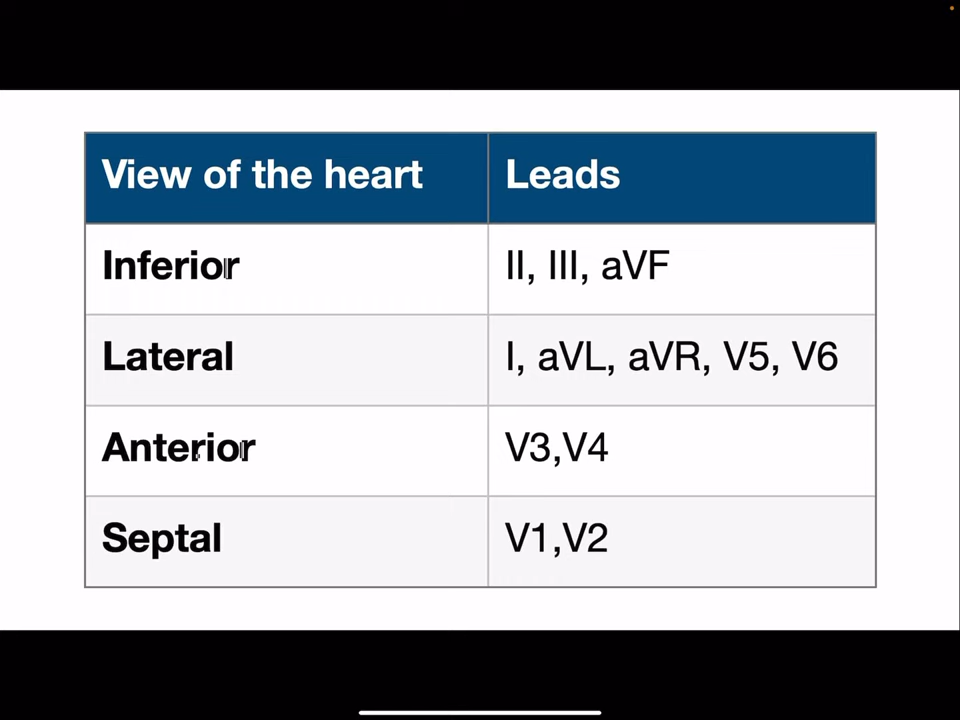 View of the heart Leads
Inferior II, III, aVF
Lateral I, aVL, aVR, V5, V6
Anterior V3,V4
Septal V1,V2